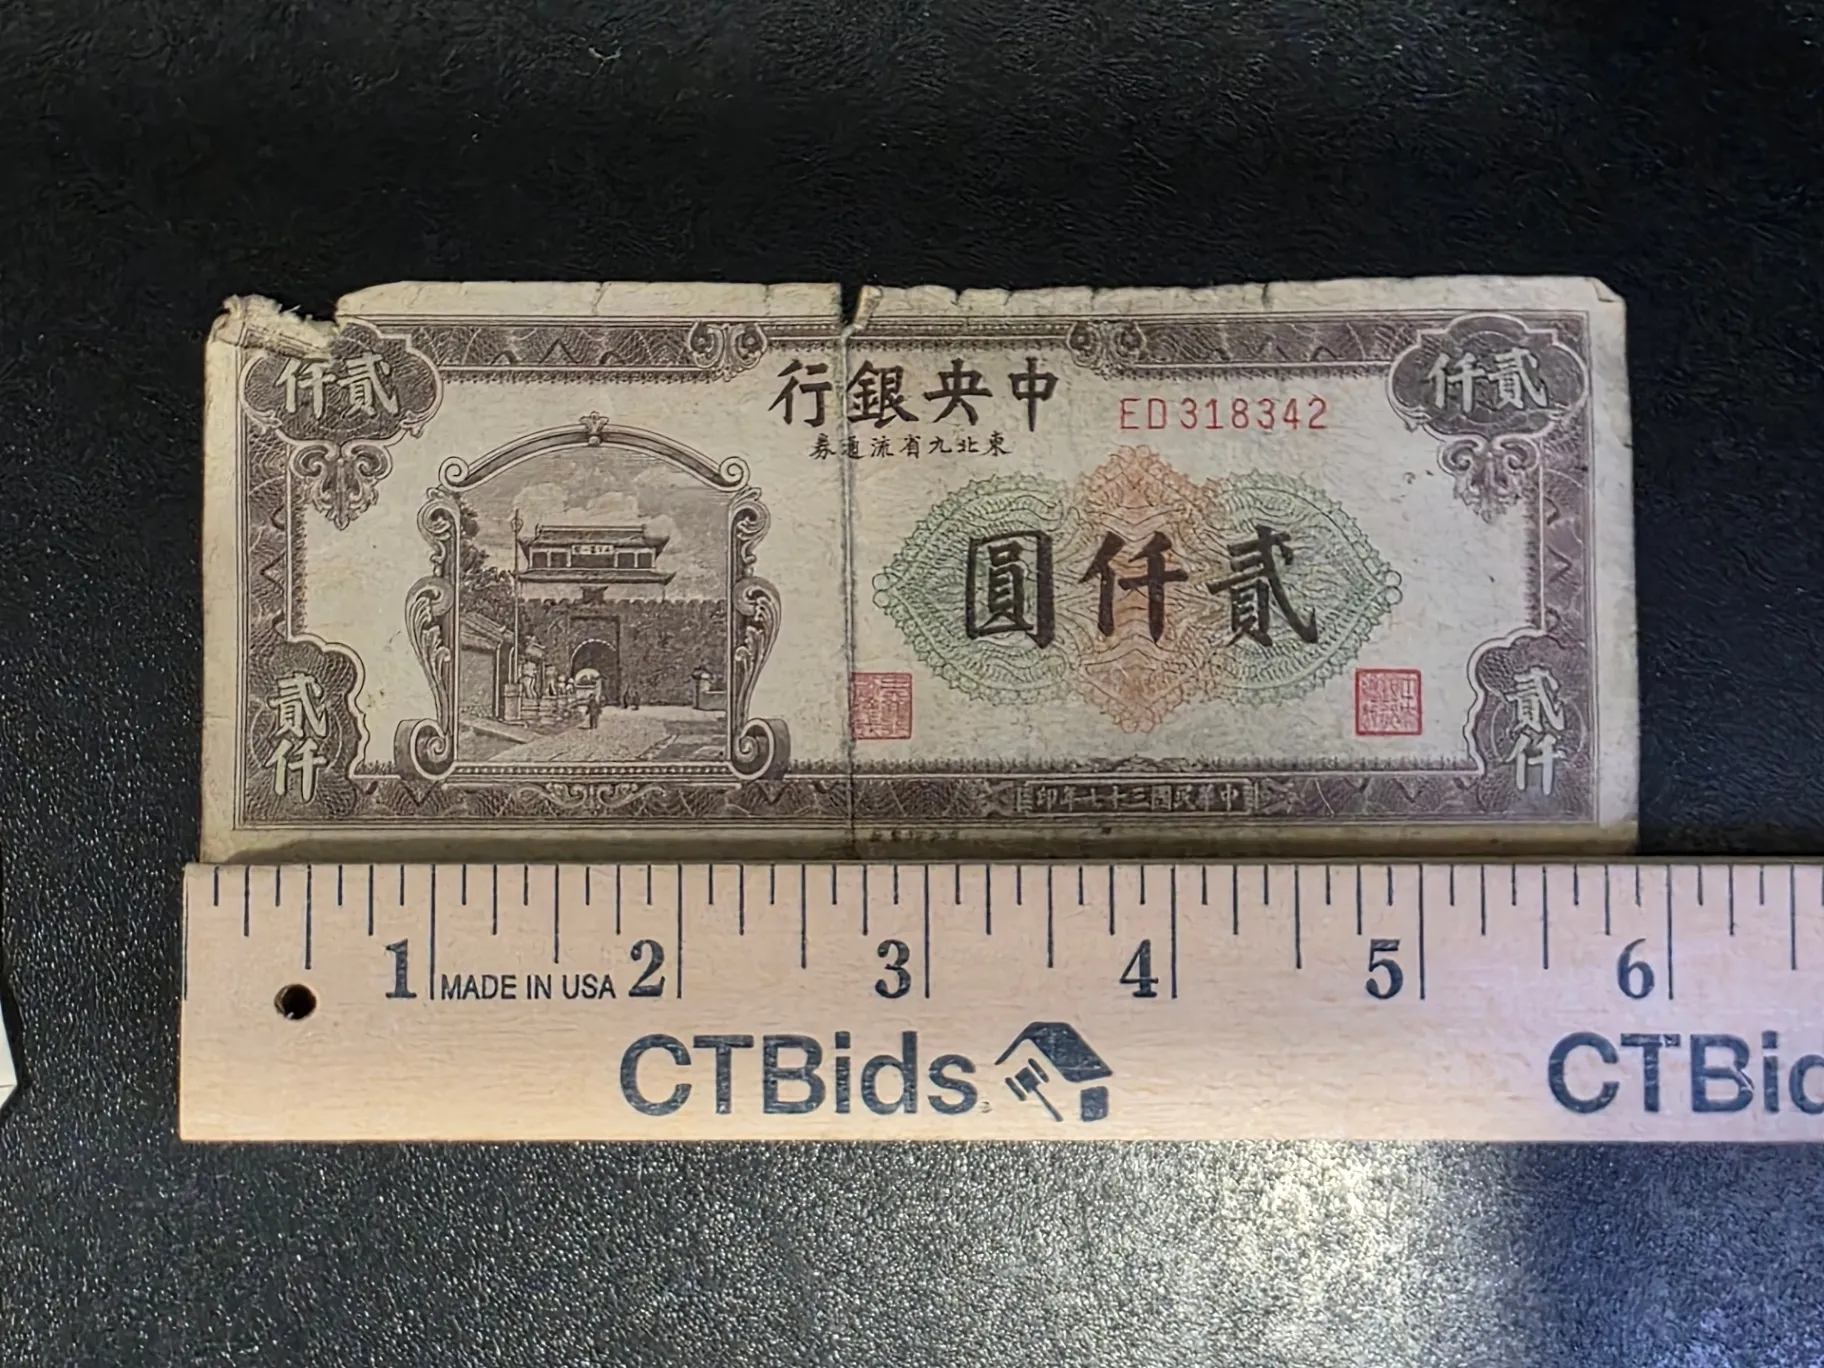 貳仟
貳仟
中央銀行
ED318342
東北九省流通券
貳仟圓
貳仟
貳仟
中華民國三十七年印
1 2 3 4 5 6
MADE IN USA
CTBids
CTBid